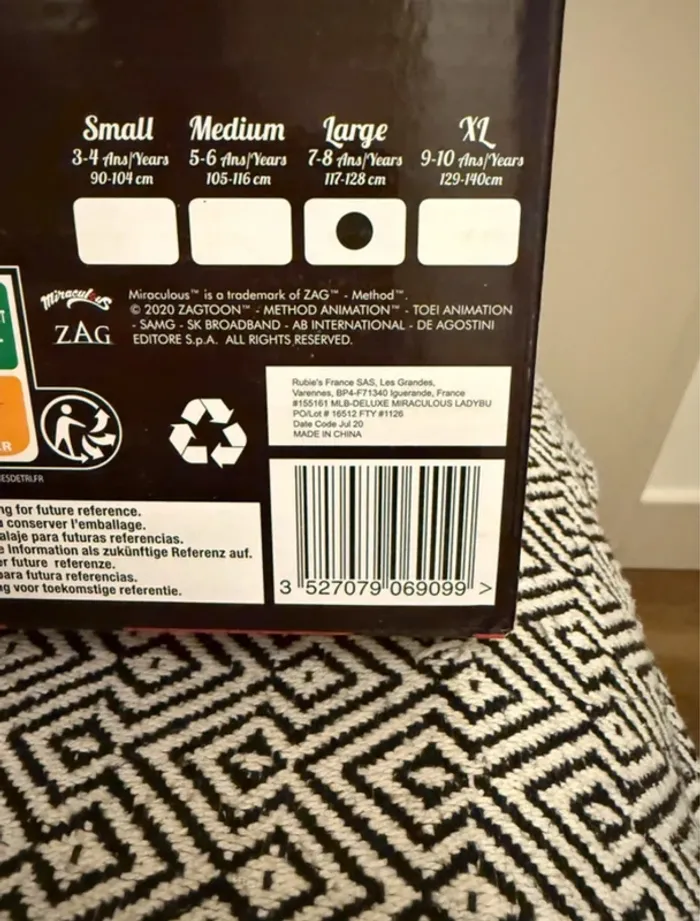 Small
3-4 Ans/Years
90-104 cm
Medium
5-6 Ans/Years
105-116 cm
Large
7-8 Ans/Years
117-128 cm
XL
9-10 Ans/Years
129-140cm
Miraculous
ZAG
Miraculous™ is a trademark of ZAG™ - Method™.
© 2020 ZAGTOON™ - METHOD ANIMATION™ - TOEI ANIMATION
- SAMG - SK BROADBAND - AB INTERNATIONAL - DE AGOSTINI
EDITORE S.p.A. ALL RIGHTS RESERVED.
Rubie's France SAS, Les Grandes,
Varennes, BP4-F71340 Iguerande, France
#155161 MLB-DELUXE MIRACULOUS LADYBU
PO/Lot # 16512 FTY #1126
Date Code Jul 20
MADE IN CHINA
ESDETRI.FR
ng for future reference.
conserver l'emballage.
alaje para futuras referencias.
e Information als zukünftige Referenz auf.
er future referenze.
para futura referencias.
ng voor toekomstige referentie.
3 527079 069099 >